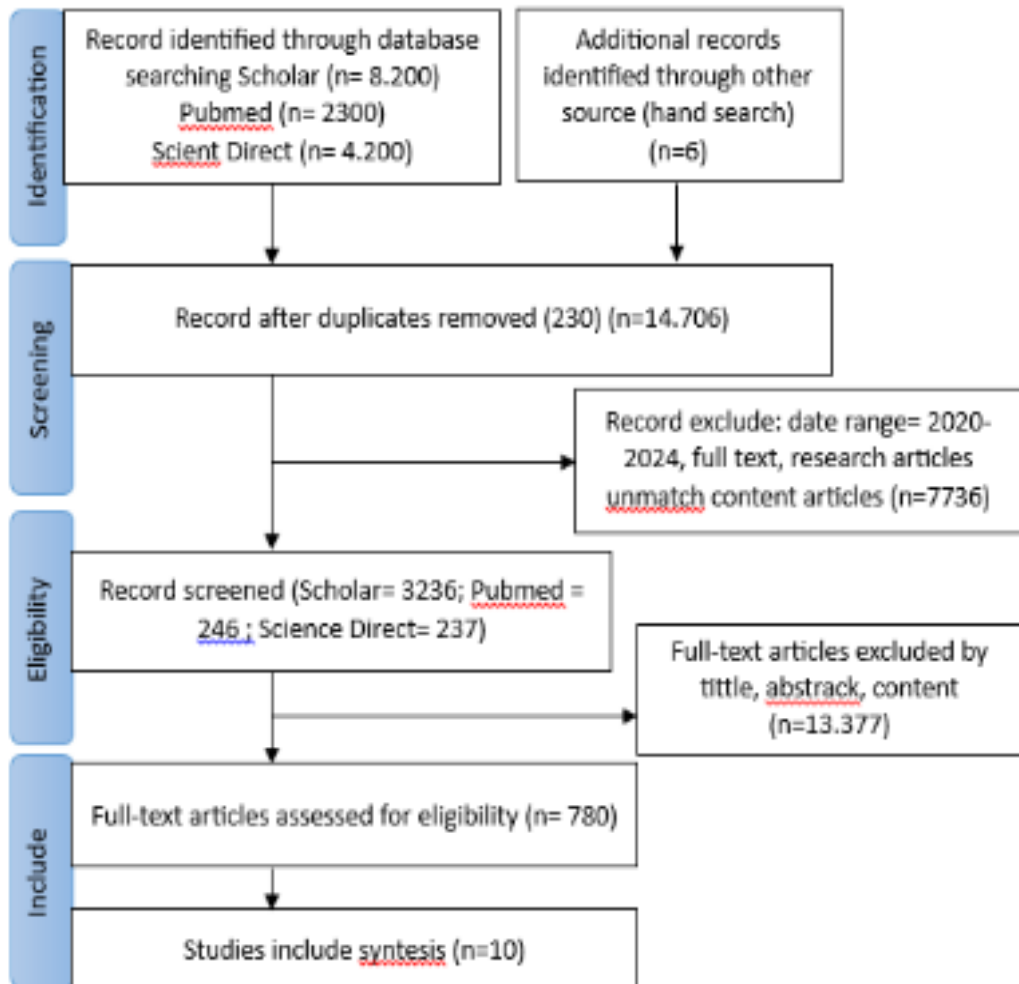 Identification
Record identified through database
searching Scholar (n= 8.200)
Pubmed (n= 2300)
Scient Direct (n= 4.200)
Additional records
identified through other
source (hand search)
(n=6)
Screening
Record after duplicates removed (230) (n=14.706)
Record exclude: date range= 2020-
2024, full text, research articles
unmatch content articles (n=7736)
Eligibility
Record screened (Scholar= 3236; Pubmed =
246 ; Science Direct= 237)
Full-text articles excluded by
tittle, abstrack, content
(n=13.377)
Include
Full-text articles assessed for eligibility (n= 780)
Studies include syntesis (n=10)